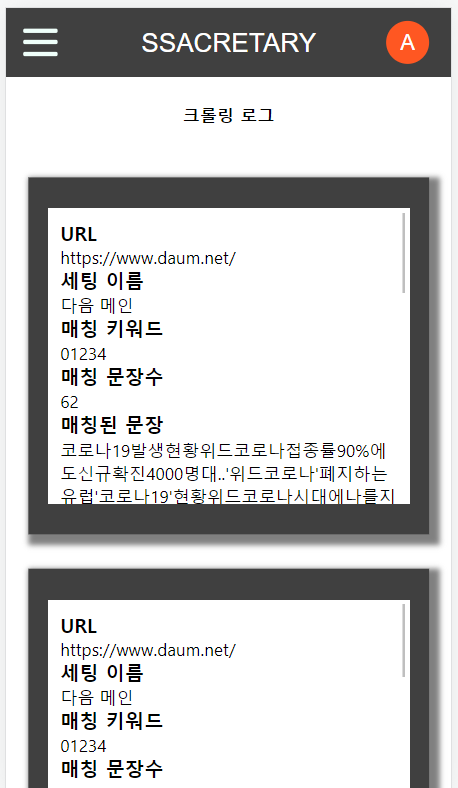 SSACRETARY
A
크롤링 로그
URL
https://www.daum.net/
세팅 이름
다음 메인
매칭 키워드
01234
매칭 문장수
62
매칭된 문장
코로나19발생현황위드코로나접종률90%에
도신규확진4000명대..'위드코로나'폐지하는
유럽'코로나19'현황위드코로나시대에나를지
URL
https://www.daum.net/
세팅 이름
다음 메인
매칭 키워드
01234
매칭 문장수